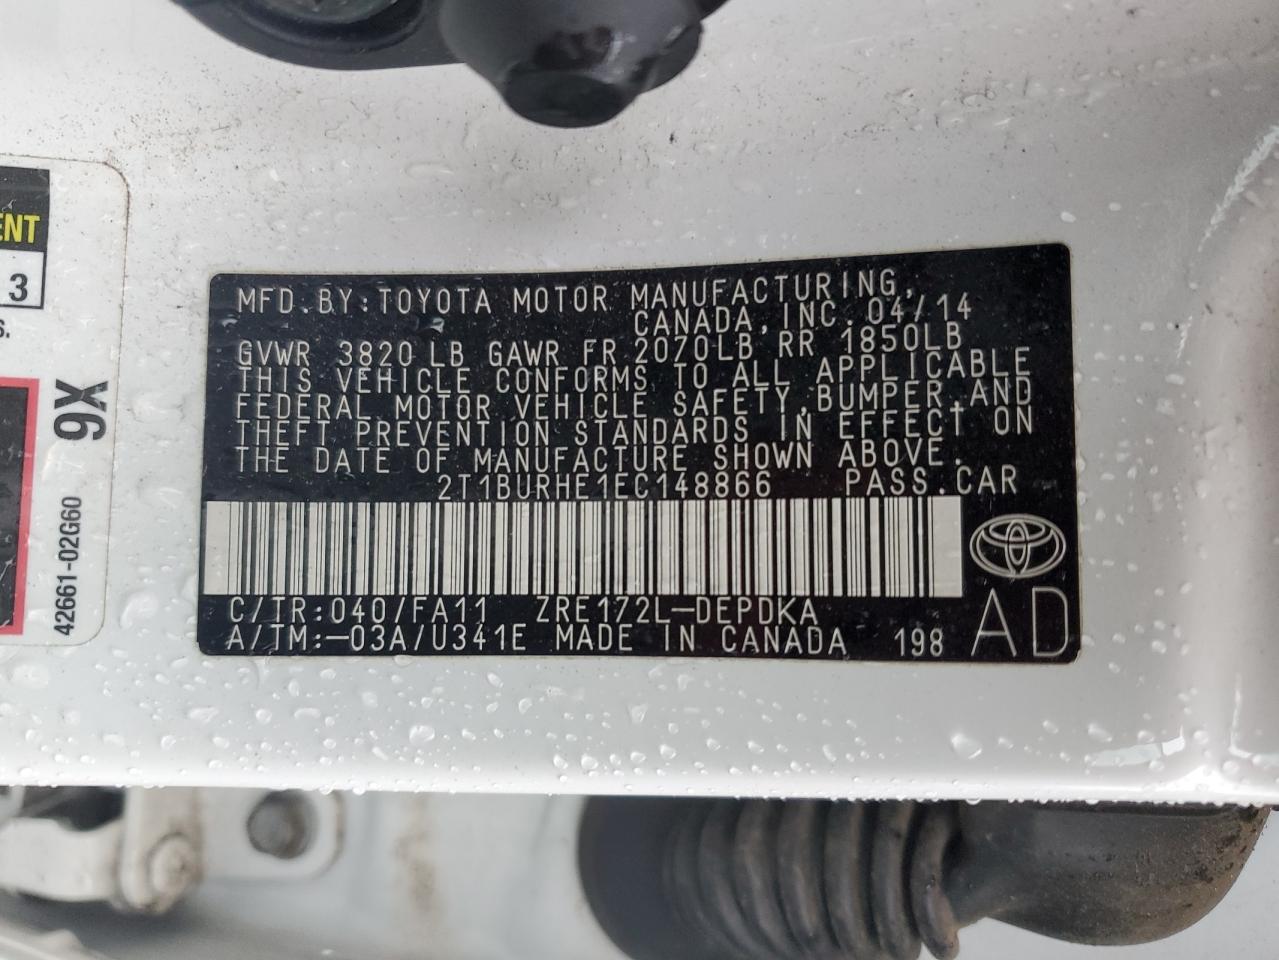 ENT
3
S.
9X
42661-02G60
MFD.BY:TOYOTA MOTOR MANUFACTURING,
CANADA,INC.04/14
GVWR 3820LB GAWR FR 2070LB RR 1850LB
THIS VEHICLE CONFORMS TO ALL APPLICABLE
FEDERAL MOTOR VEHICLE SAFETY,BUMPER,AND
THEFT PREVENTION STANDARDS IN EFFECT ON
THE DATE OF MANUFACTURE SHOWN ABOVE.
2T1BURHE1EC148866 PASS.CAR
C/TR:040/FA11 ZRE172L-DEPDKA
A/TM:-03A/U341E MADE IN CANADA 198
AD